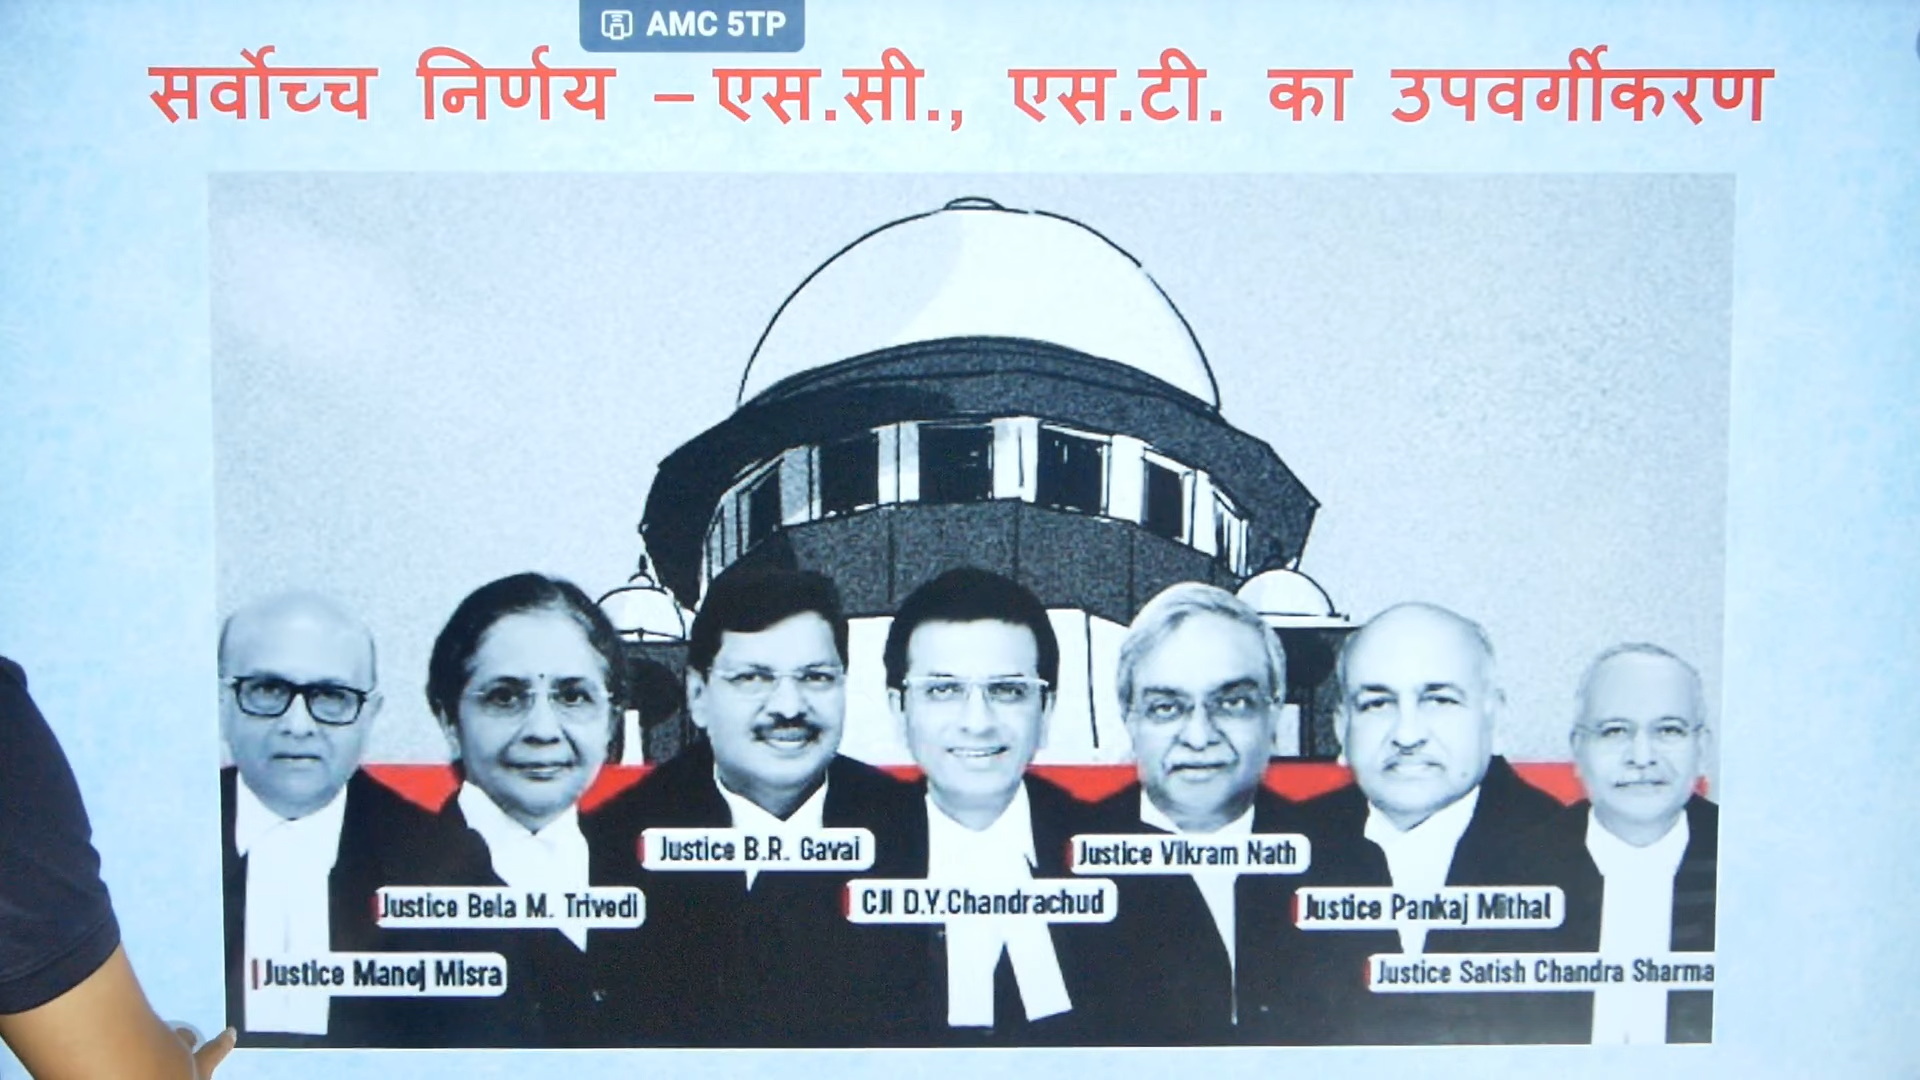 AMC 5TP
सर्वोच्च निर्णय – एस.सी., एस.टी. का उपवर्गीकरण
Justice B.R. Gavai
Justice Vikram Nath
Justice Bela M. Trivedi
CJI D.Y.Chandrachud
Justice Pankaj Mithal
Justice Manoj Misra
Justice Satish Chandra Sharma